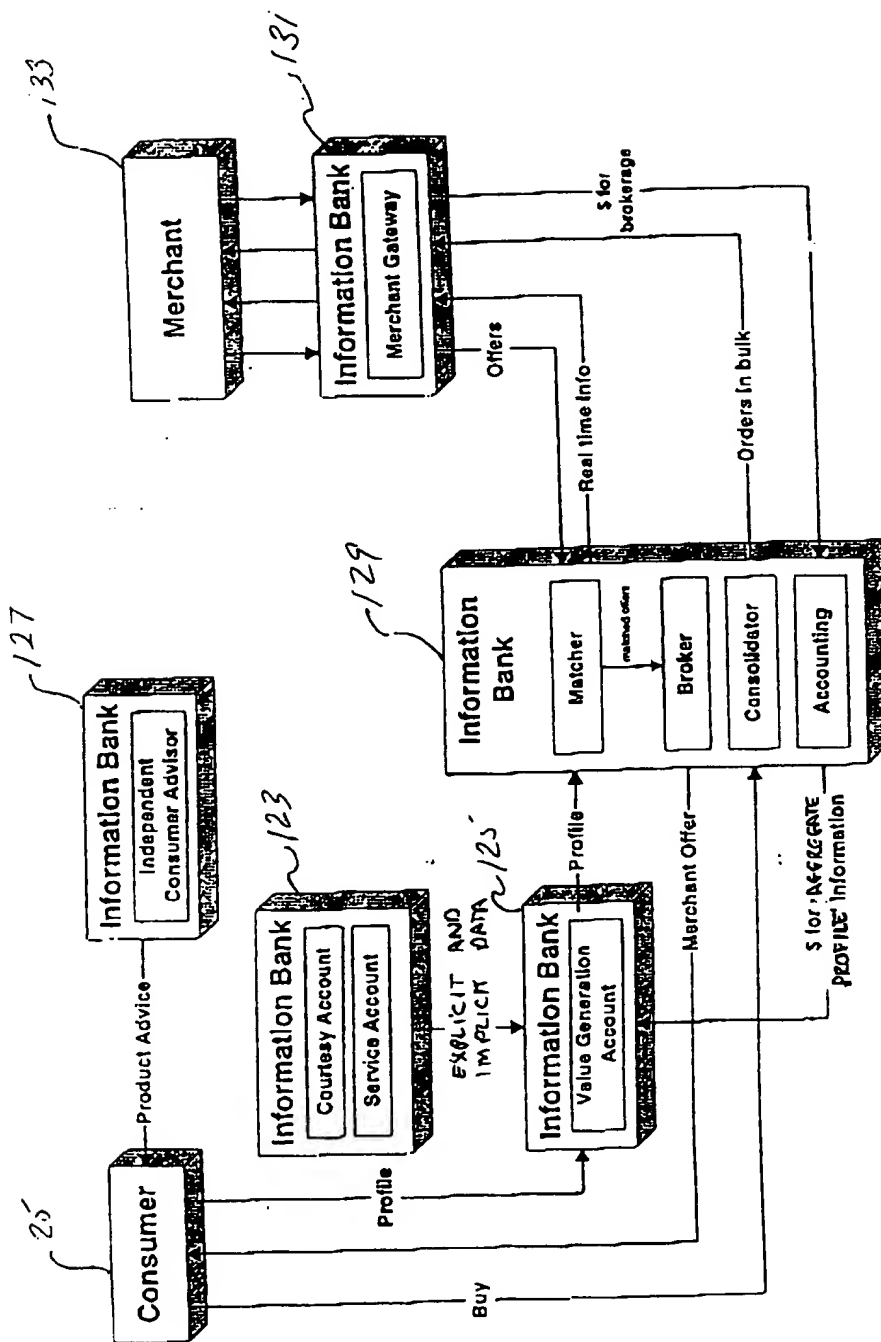 133
Merchant
131
Information Bank
Merchant Gateway
Offers
Real time Info
Orders in bulk
$ for
brokerage
127
Information Bank
Independent
Consumer Advisor
Product Advice
25
Consumer
123
Information Bank
Courtesy Account
Service Account
EXPLICIT AND
IMPLICIT DATA
125
Information Bank
Value Generation
Account
Profile
Profile
129
Information
Bank
Matcher
matched offers
Broker
Consolidator
Accounting
Merchant Offer
Buy
$ for AGGREGATE
PROFILE Information